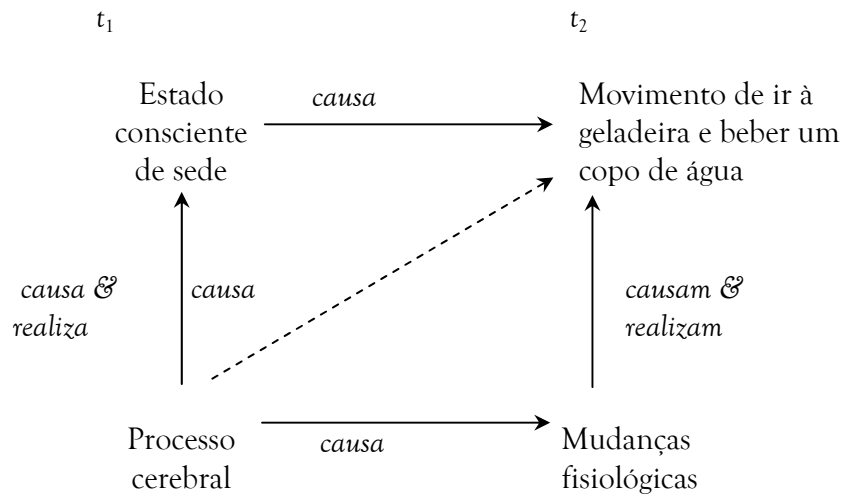 t₁
t₂
Estado
consciente
de sede
causa
Movimento de ir à
geladeira e beber um
copo de água
causa &
realiza
causa
causam &
realizam
Processo
cerebral
causa
Mudanças
fisiológicas